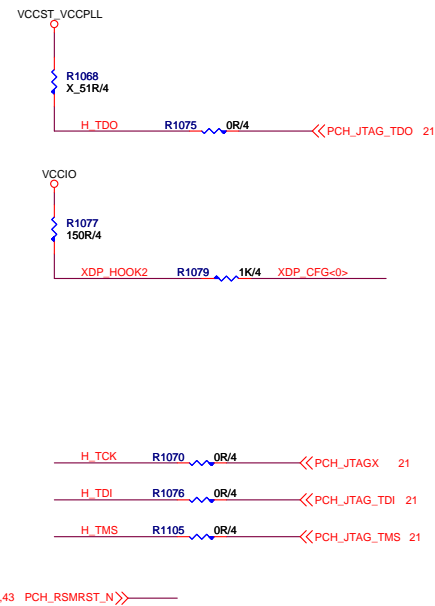 VCCST_VCCPLL
R1068
X_51R/4
H_TDO R1075 0R/4 PCH_JTAG_TDO 21
VCCIO
R1077
150R/4
XDP_HOOK2 R1079 1K/4 XDP_CFG<0>
H_TCK R1070 0R/4 PCH_JTAGX 21
H_TDI R1076 0R/4 PCH_JTAG_TDI 21
H_TMS R1105 0R/4 PCH_JTAG_TMS 21
,43 PCH_RSMRST_N